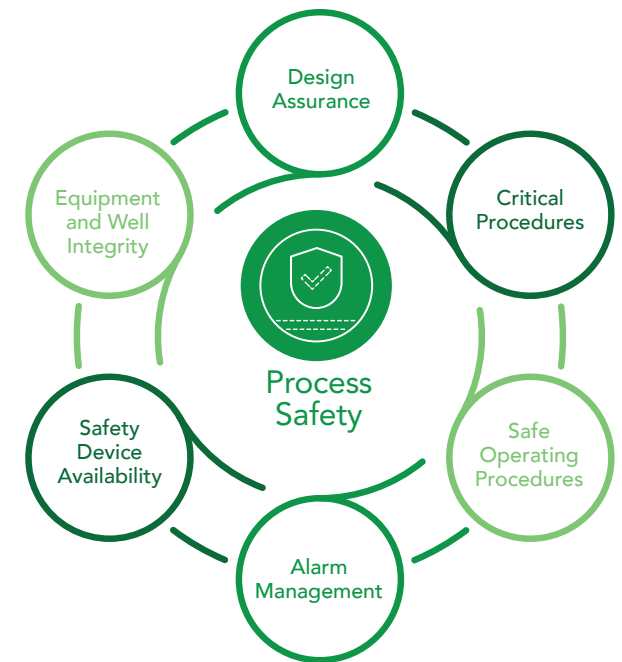 Design
Assurance
Critical
Procedures
Safe
Operating
Procedures
Alarm
Management
Safety
Device
Availability
Equipment
and Well
Integrity
Process
Safety